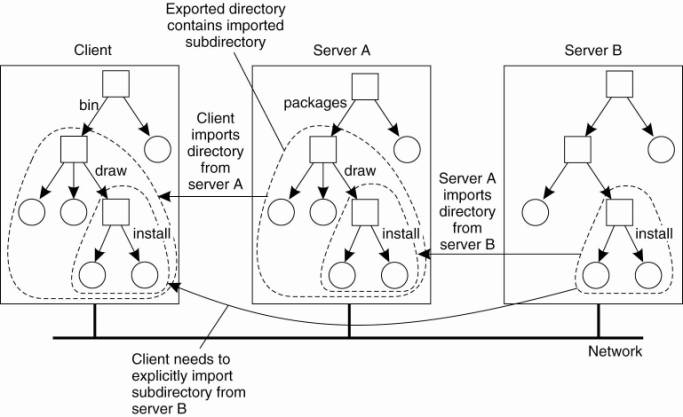 Exported directory
contains imported
subdirectory
Client
Server A
Server B
bin
packages
Client
imports
directory
from
server A
draw
draw
Server A
imports
directory
from
server B
install
install
install
Network
Client needs to
explicitly import
subdirectory from
server B